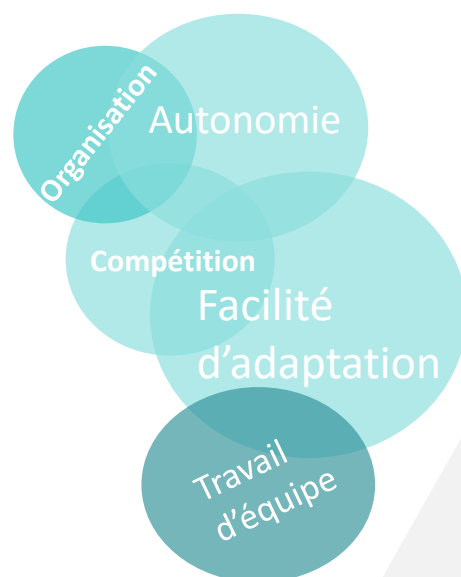 Organisation
Autonomie
Compétition
Facilité
d’adaptation
Travail
d’équipe